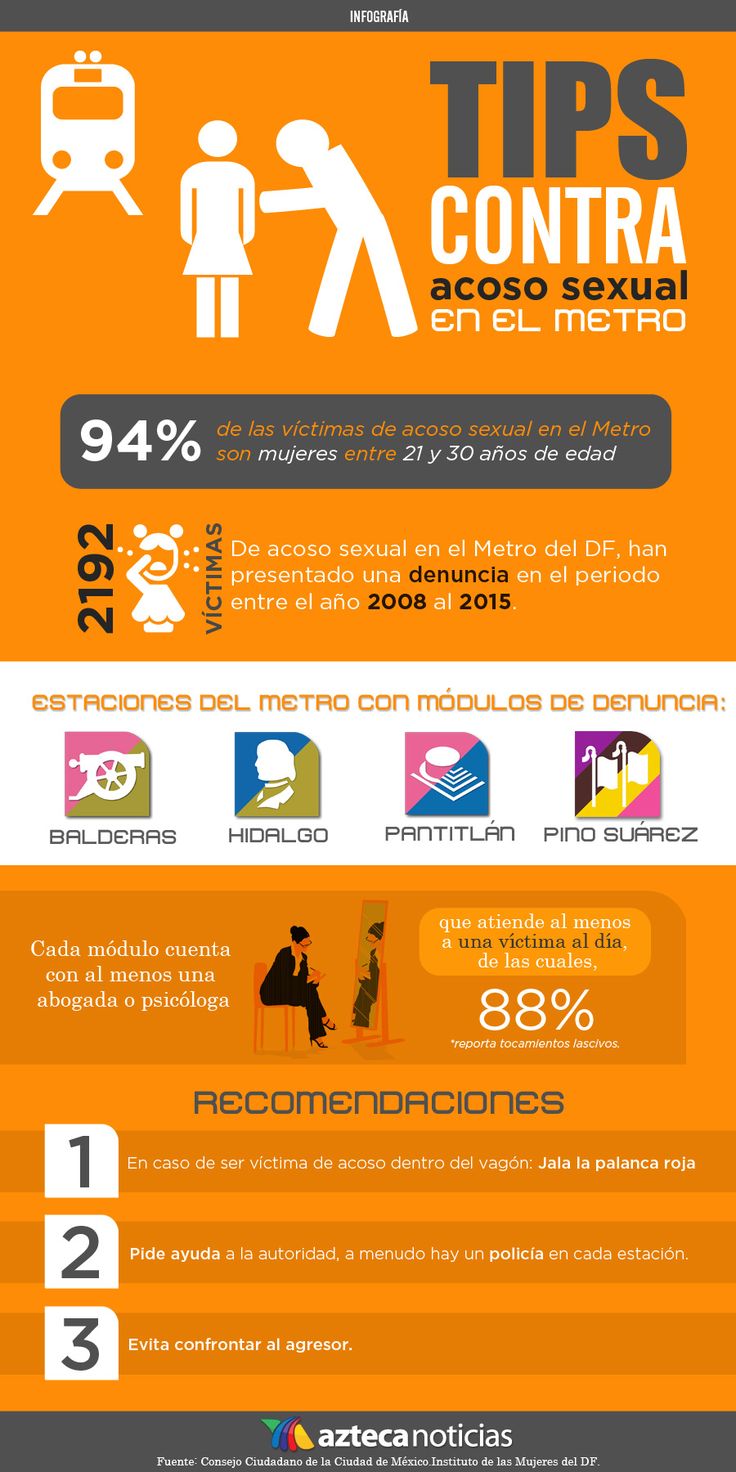 INFOGRAFÍA
TIPS
CONTRA
acoso sexual
EN EL METRO
94%
de las víctimas de acoso sexual en el Metro
son mujeres entre 21 y 30 años de edad
2192
VÍCTIMAS
De acoso sexual en el Metro del DF, han
presentado una denuncia en el periodo
entre el año 2008 al 2015.
ESTACIONES DEL METRO CON MÓDULOS DE DENUNCIA:
BALDERAS
HIDALGO
PANTITLÁN
PINO SUÁREZ
Cada módulo cuenta
con al menos una
abogada o psicóloga
que atiende al menos
a una víctima al día,
de las cuales,
88%
*reporta tocamientos lascivos.
RECOMENDACIONES
1
En caso de ser víctima de acoso dentro del vagón: Jala la palanca roja
2
Pide ayuda a la autoridad, a menudo hay un policía en cada estación.
3
Evita confrontar al agresor.
azteca noticias
Fuente: Consejo Ciudadano de la Ciudad de México.Instituto de las Mujeres del DF.